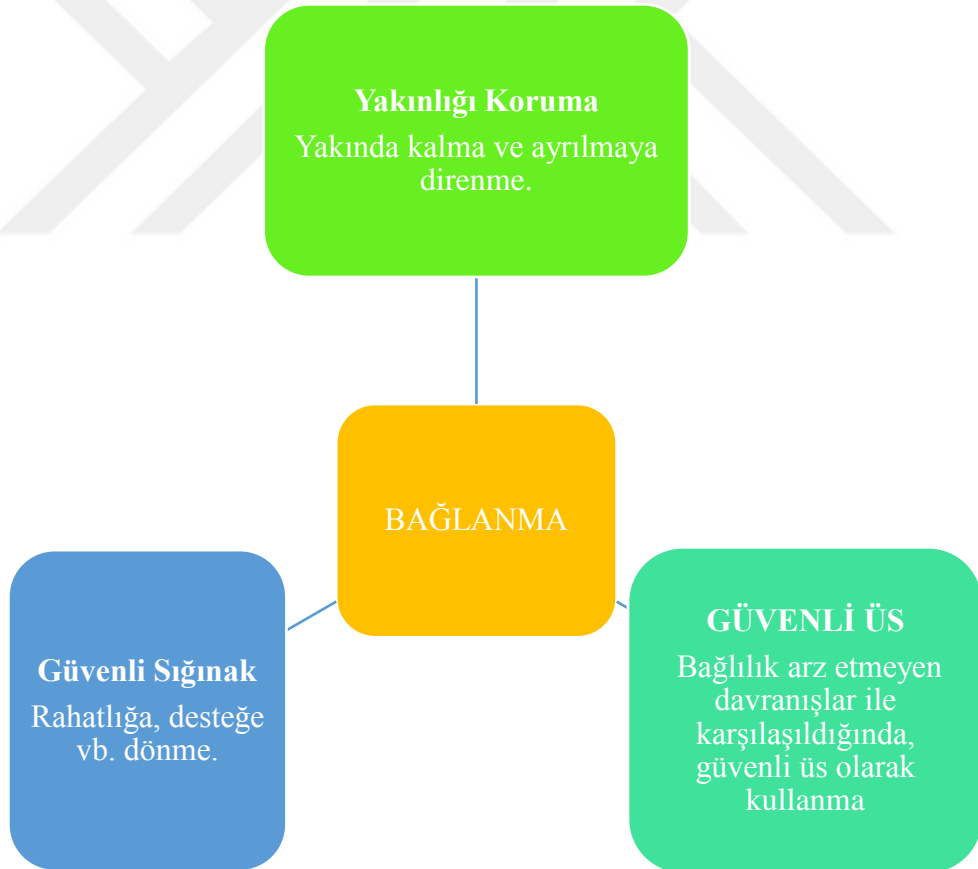 Yakınlığı Koruma
Yakında kalma ve ayrılmaya
direnme.
BAĞLANMA
Güvenli Sığınak
Rahatlığa, desteğe
vb. dönme.
GÜVENLİ ÜS
Bağlılık arz etmeyen
davranışlar ile
karşılaşıldığında,
güvenli üs olarak
kullanma